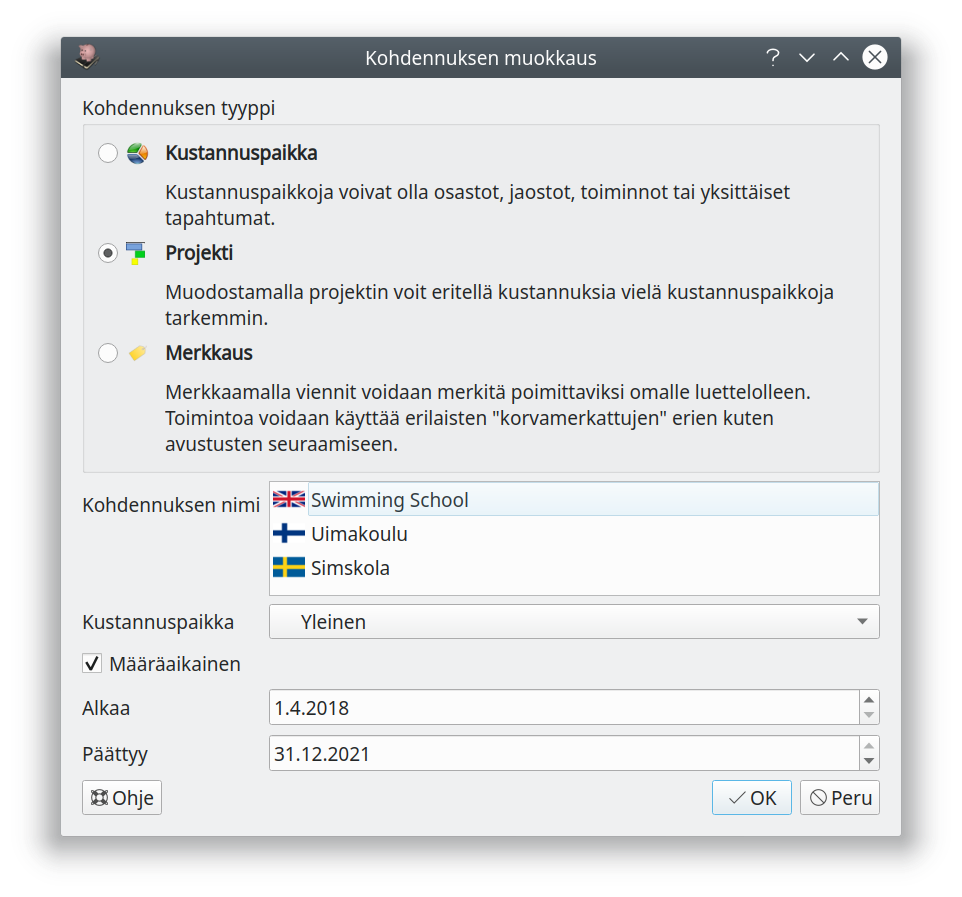 Kohdennuksen muokkaus
Kohdennuksen tyyppi
Kustannuspaikka
Kustannuspaikkoja voivat olla osastot, jaostot, toiminnot tai yksittäiset
tapahtumat.
Projekti
Muodostamalla projektin voit eritellä kustannuksia vielä kustannuspaikkoja
tarkemmin.
Merkkaus
Merkkaamalla viennit voidaan merkitä poimittaviksi omalle luettelolleen.
Toimintoa voidaan käyttää erilaisten "korvamerkattujen" erien kuten
avustusten seuraamiseen.
Kohdennuksen nimi
Swimming School
Uimakoulu
Simskola
Kustannuspaikka Yleinen
Määräaikainen
Alkaa 1.4.2018
Päättyy 31.12.2021
Ohje OK Peru